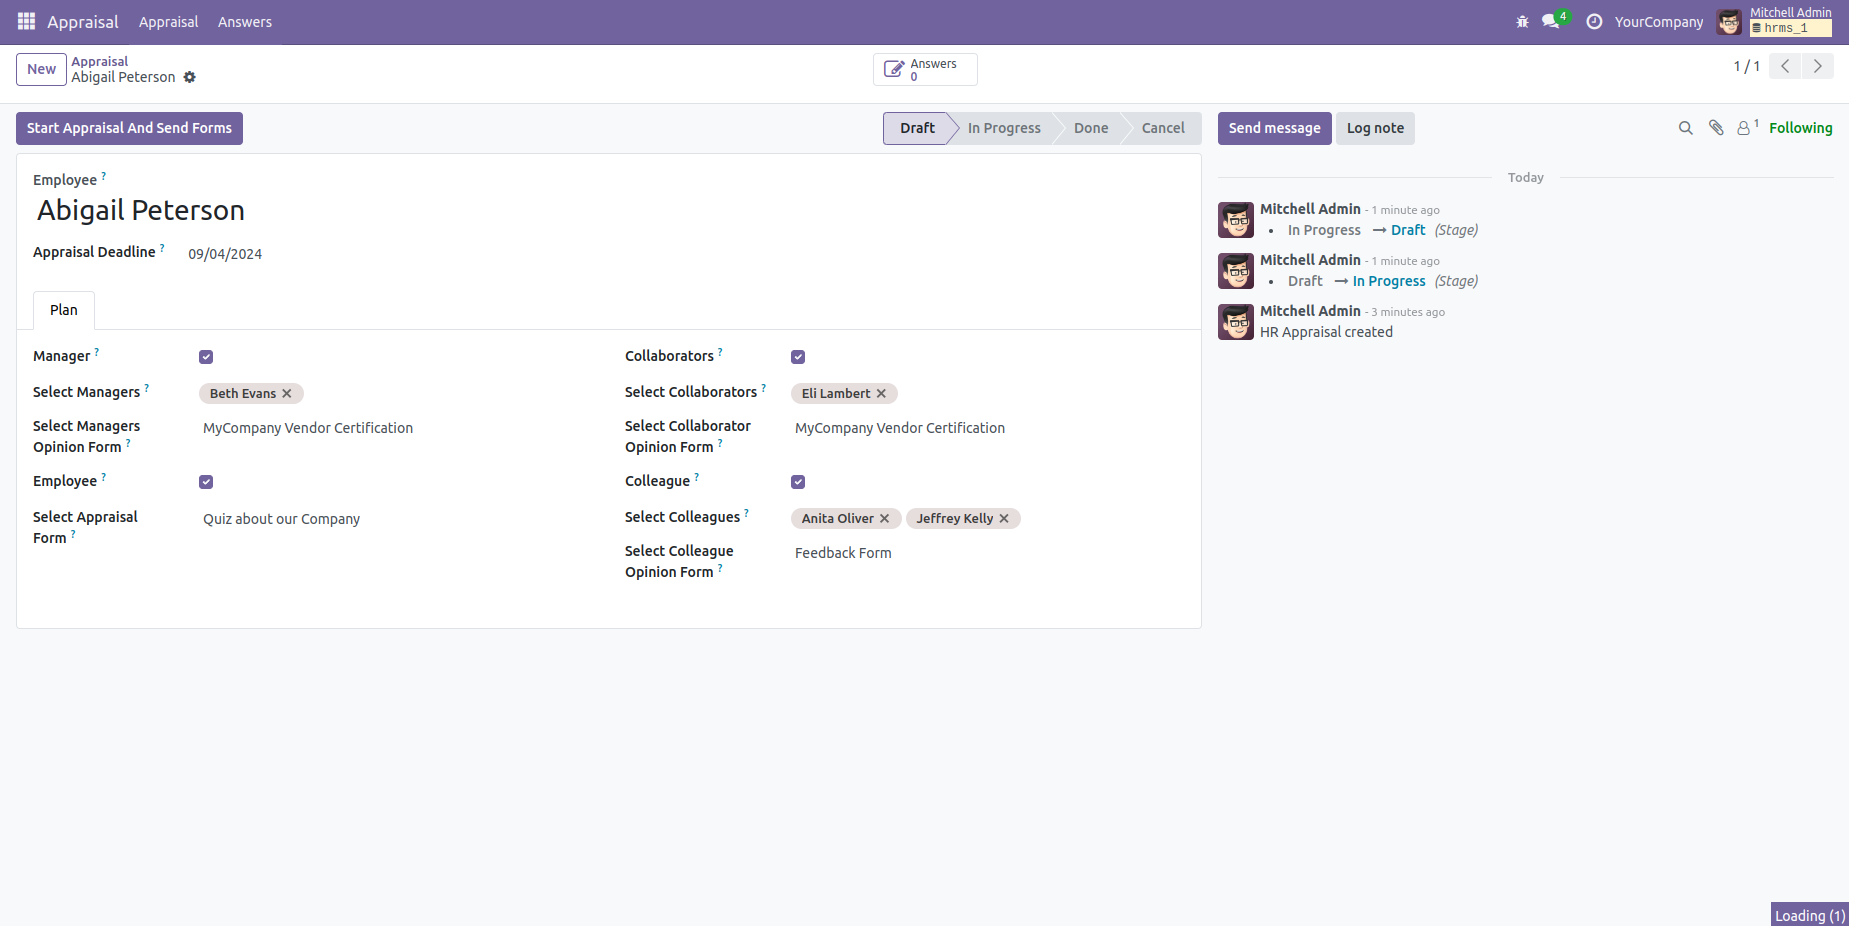 Appraisal Appraisal Answers 4 YourCompany Mitchell Admin
hrms_1
New Appraisal
Abigail Peterson
Answers
0
1 / 1
Start Appraisal And Send Forms
Draft In Progress Done Cancel
Send message Log note 1 Following
Employee ?
Abigail Peterson
Appraisal Deadline ? 09/04/2024
Plan
Manager ?
Select Managers ? Beth Evans ✕
Select Managers
Opinion Form ? MyCompany Vendor Certification
Employee ?
Select Appraisal
Form ? Quiz about our Company
Collaborators ?
Select Collaborators ? Eli Lambert ✕
Select Collaborator
Opinion Form ? MyCompany Vendor Certification
Colleague ?
Select Colleagues ? Anita Oliver ✕ Jeffrey Kelly ✕
Select Colleague
Opinion Form ? Feedback Form
Today
Mitchell Admin - 1 minute ago
• In Progress → Draft (Stage)
Mitchell Admin - 1 minute ago
• Draft → In Progress (Stage)
Mitchell Admin - 3 minutes ago
HR Appraisal created
Loading (1)